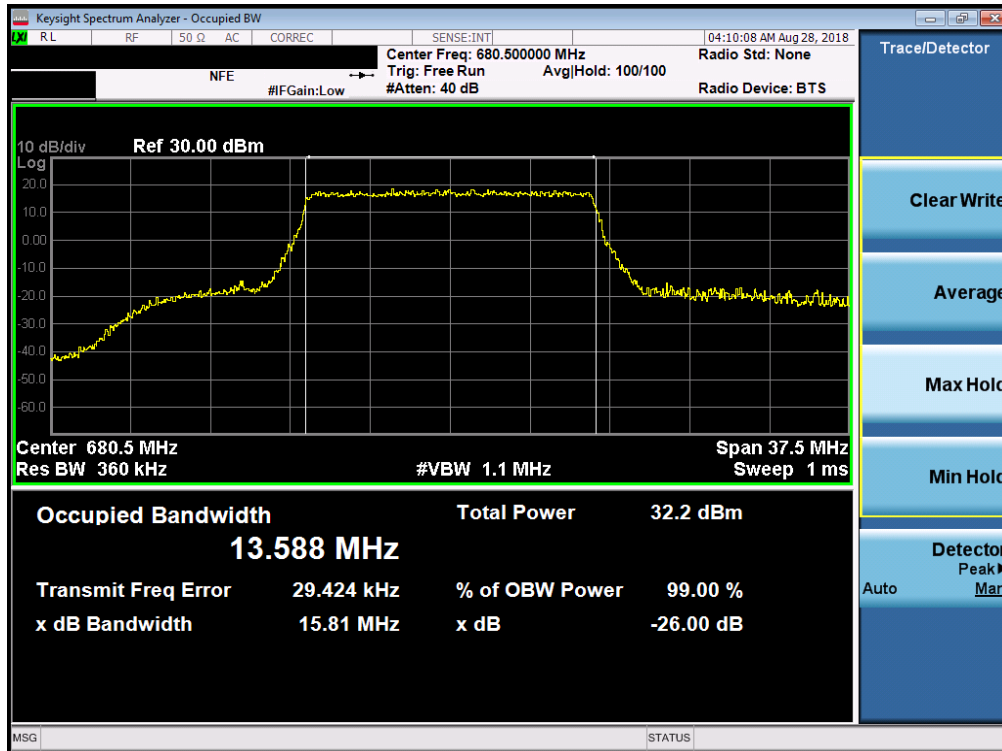 Keysight Spectrum Analyzer - Occupied BW
LXI RL RF 50 Ω AC CORREC SENSE:INT 04:10:08 AM Aug 28, 2018
Center Freq: 680.500000 MHz Radio Std: None
NFE Trig: Free Run Avg|Hold: 100/100
#IFGain:Low #Atten: 40 dB Radio Device: BTS
10 dB/div Ref 30.00 dBm
Log
20.0
10.0
0.00
-10.0
-20.0
-30.0
-40.0
-50.0
-60.0
Center 680.5 MHz Span 37.5 MHz
Res BW 360 kHz #VBW 1.1 MHz Sweep 1 ms
Occupied Bandwidth Total Power 32.2 dBm
13.588 MHz
Transmit Freq Error 29.424 kHz % of OBW Power 99.00 %
x dB Bandwidth 15.81 MHz x dB -26.00 dB
MSG STATUS
Trace/Detector
Clear Write
Average
Max Hold
Min Hold
Detector
Peak
Auto Man